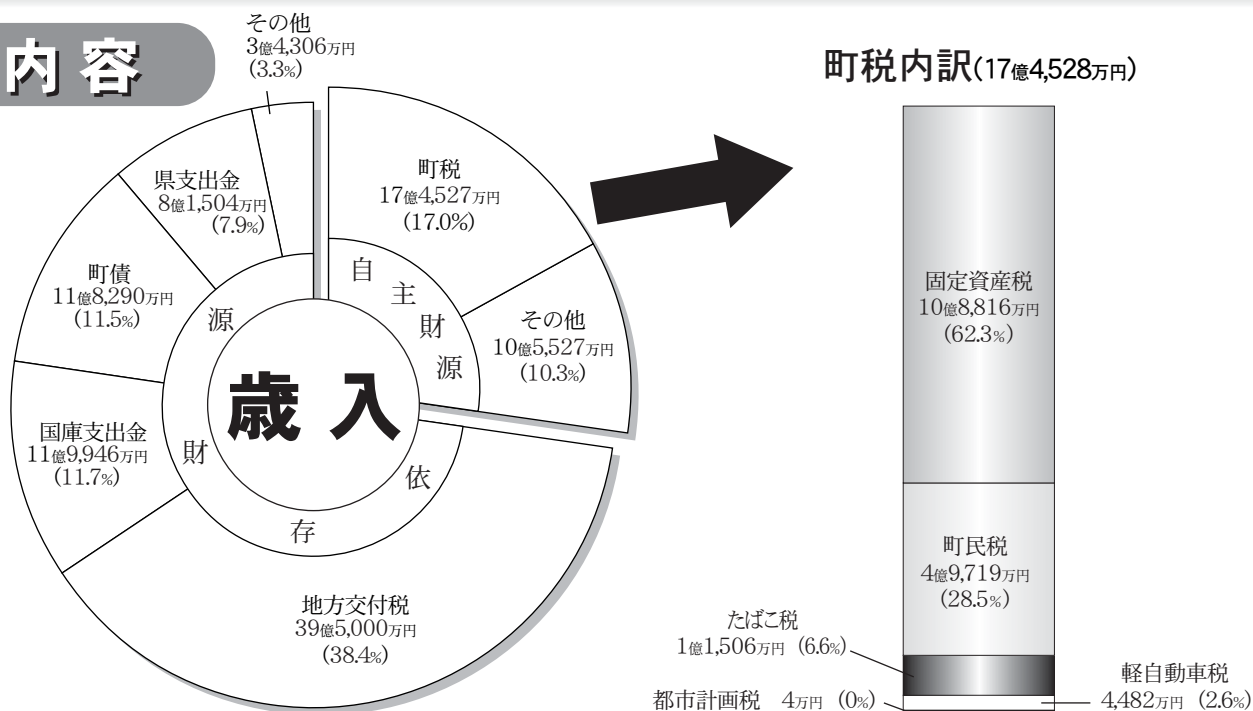 内容
その他
3億4,306万円
(3.3%)
県支出金
8億1,504万円
(7.9%)
町債
11億8,290万円
(11.5%)
国庫支出金
11億9,946万円
(11.7%)
地方交付税
39億5,000万円
(38.4%)
町税
17億4,527万円
(17.0%)
その他
10億5,527万円
(10.3%)
自主財源
依存財源
歳入
町税内訳(17億4,528万円)
固定資産税
10億8,816万円
(62.3%)
町民税
4億9,719万円
(28.5%)
たばこ税
1億1,506万円 (6.6%)
都市計画税 4万円 (0%)
軽自動車税
4,482万円 (2.6%)